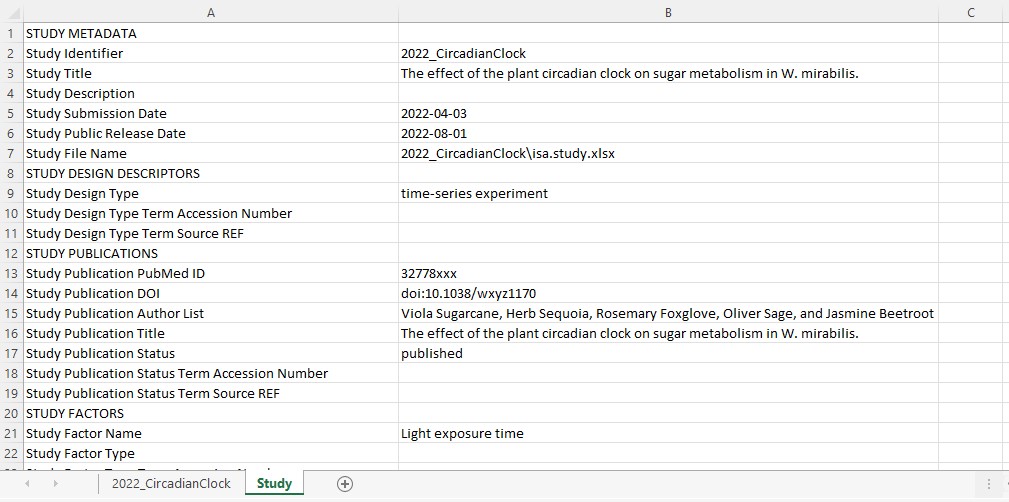 A B C
1 STUDY METADATA
2 Study Identifier 2022_CircadianClock
3 Study Title The effect of the plant circadian clock on sugar metabolism in W. mirabilis.
4 Study Description
5 Study Submission Date 2022-04-03
6 Study Public Release Date 2022-08-01
7 Study File Name 2022_CircadianClock\isa.study.xlsx
8 STUDY DESIGN DESCRIPTORS
9 Study Design Type time-series experiment
10 Study Design Type Term Accession Number
11 Study Design Type Term Source REF
12 STUDY PUBLICATIONS
13 Study Publication PubMed ID 32778xxx
14 Study Publication DOI doi:10.1038/wxyz1170
15 Study Publication Author List Viola Sugarcane, Herb Sequoia, Rosemary Foxglove, Oliver Sage, and Jasmine Beetroot
16 Study Publication Title The effect of the plant circadian clock on sugar metabolism in W. mirabilis.
17 Study Publication Status published
18 Study Publication Status Term Accession Number
19 Study Publication Status Term Source REF
20 STUDY FACTORS
21 Study Factor Name Light exposure time
22 Study Factor Type
2022_CircadianClock Study